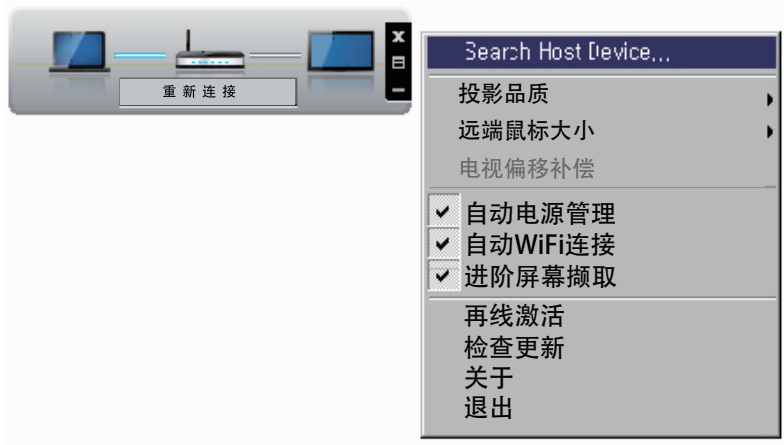 重新连接
Search Host Device...
投影品质
远端鼠标大小
电视偏移补偿
自动电源管理
自动WiFi连接
进阶屏幕撷取
再线激活
检查更新
关于
退出